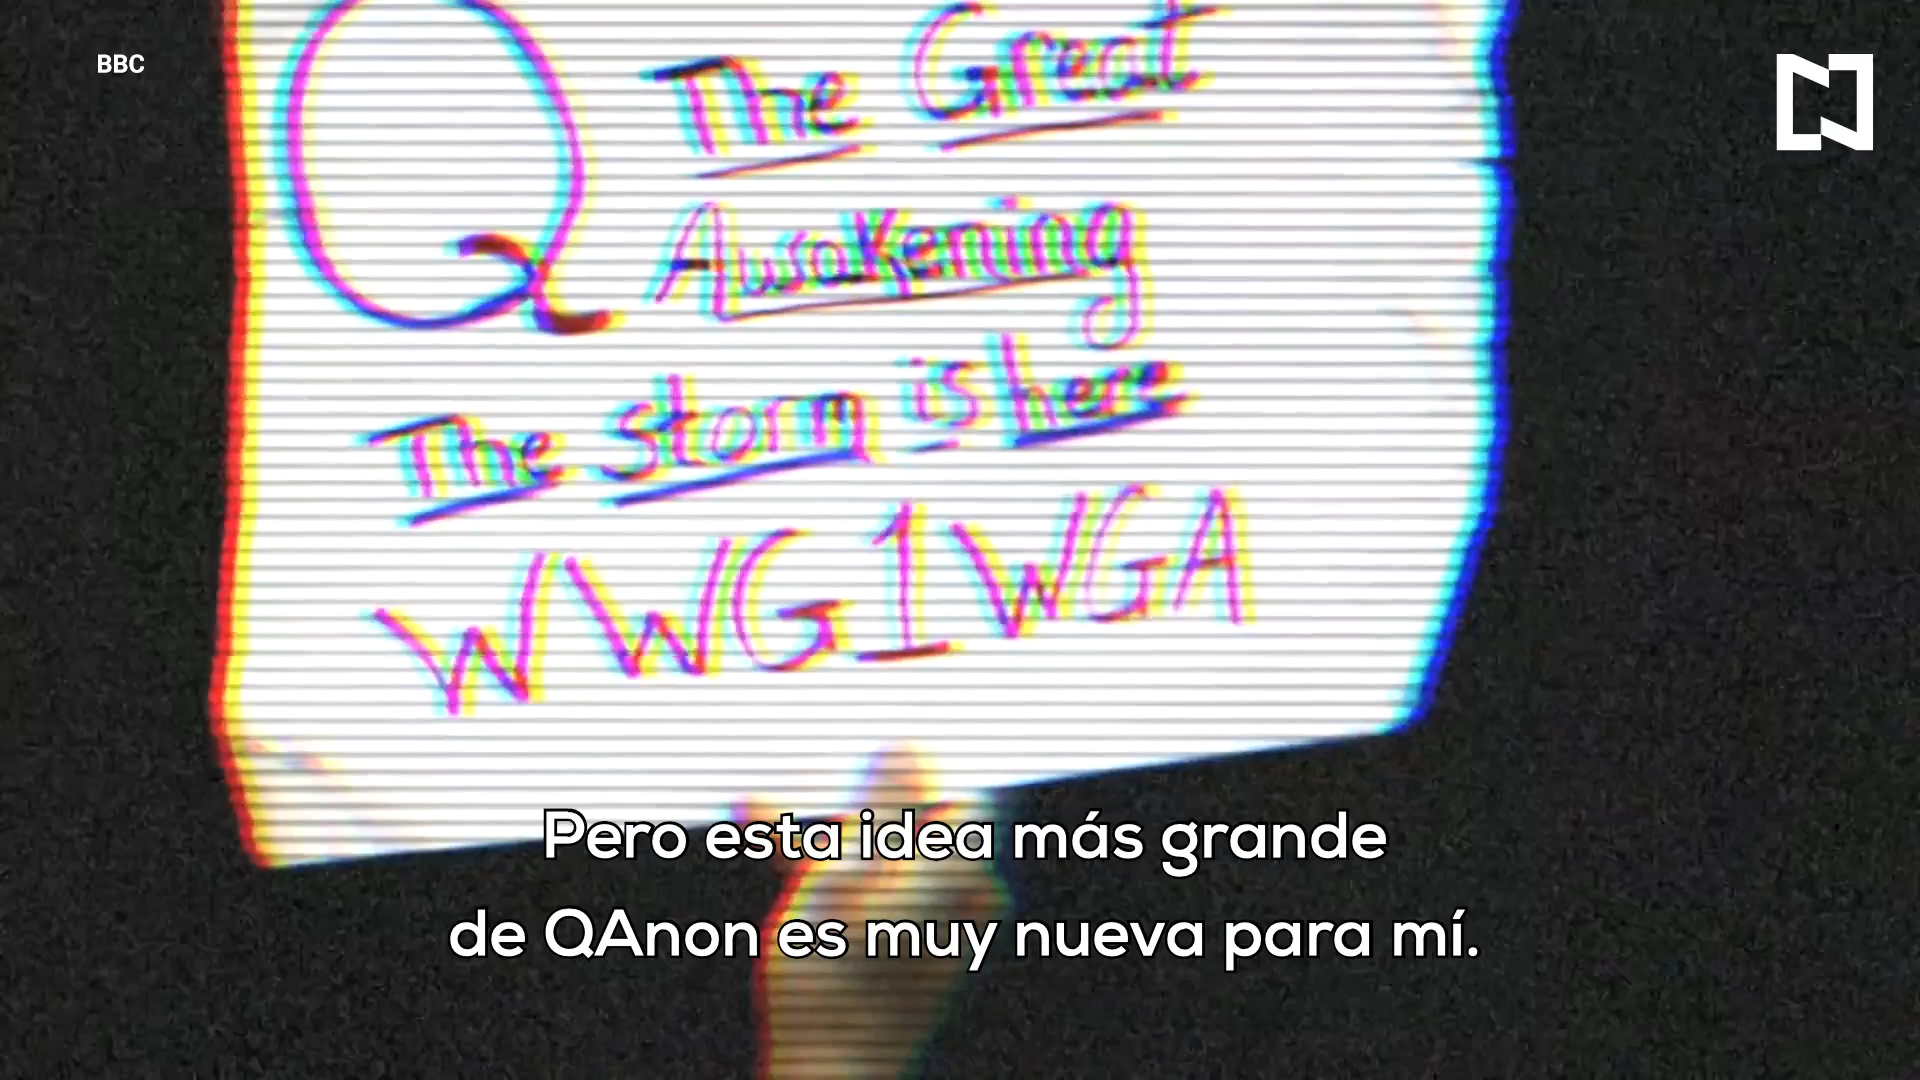 BBC
Q The Great
Awakening
The Storm is here
WWG1WGA
Pero esta idea más grande
de QAnon es muy nueva para mí.